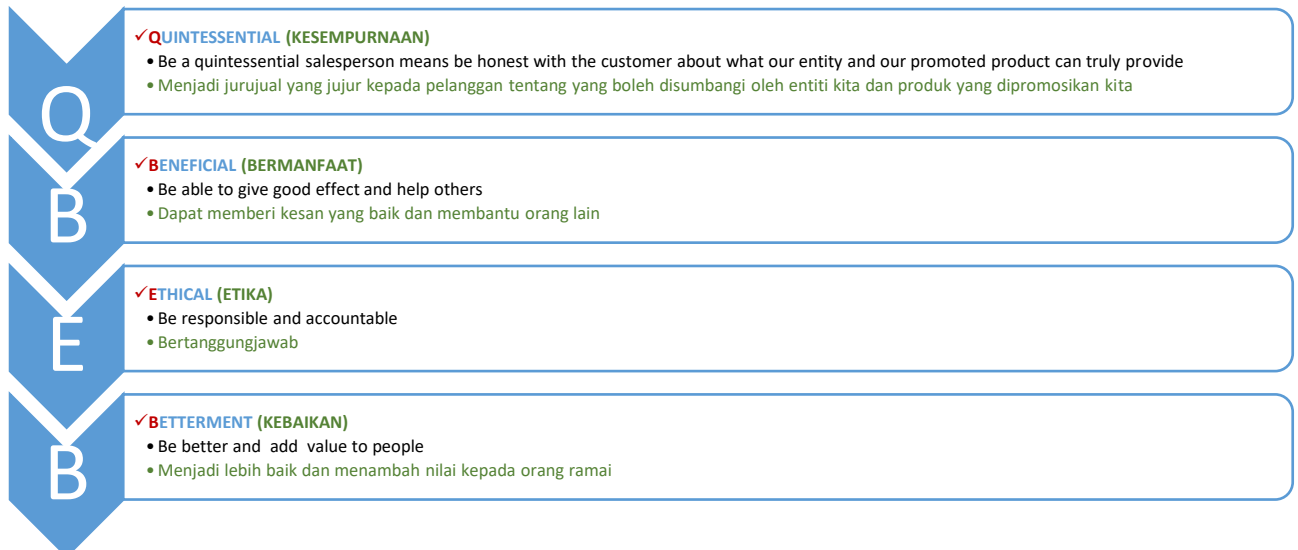 Q
✓QUINTESSENTIAL (KESEMPURNAAN)
• Be a quintessential salesperson means be honest with the customer about what our entity and our promoted product can truly provide
• Menjadi jurujual yang jujur kepada pelanggan tentang yang boleh disumbangi oleh entiti kita dan produk yang dipromosikan kita
B
✓BENEFICIAL (BERMANFAAT)
• Be able to give good effect and help others
• Dapat memberi kesan yang baik dan membantu orang lain
E
✓ETHICAL (ETIKA)
• Be responsible and accountable
• Bertanggungjawab
B
✓BETTERMENT (KEBAIKAN)
• Be better and  add  value to people
• Menjadi lebih baik dan menambah nilai kepada orang ramai